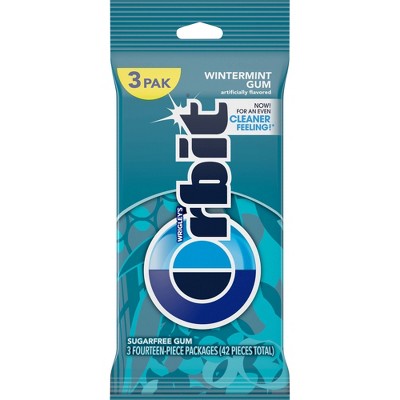 3 PAK
WINTERMINT
GUM
artificially flavored
NOW!
FOR AN EVEN
CLEANER
FEELING!*
WRIGLEY'S
Orbit
SUGARFREE GUM
3 FOURTEEN-PIECE PACKAGES (42 PIECES TOTAL)